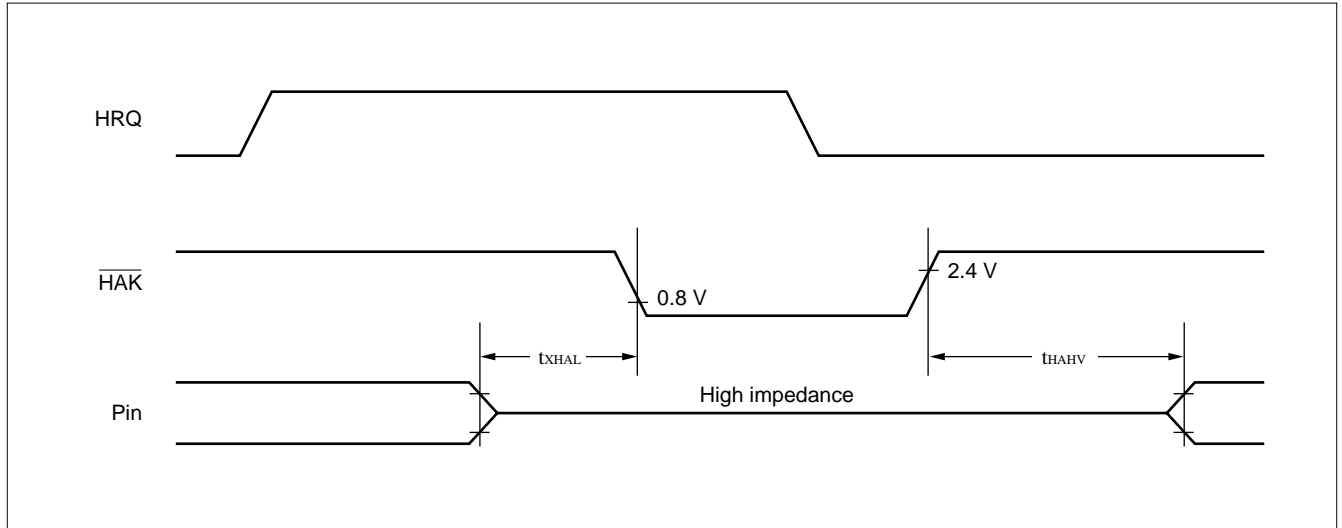 HRQ
HAK
0.8 V
2.4 V
tXHAL
tHAHV
Pin
High impedance